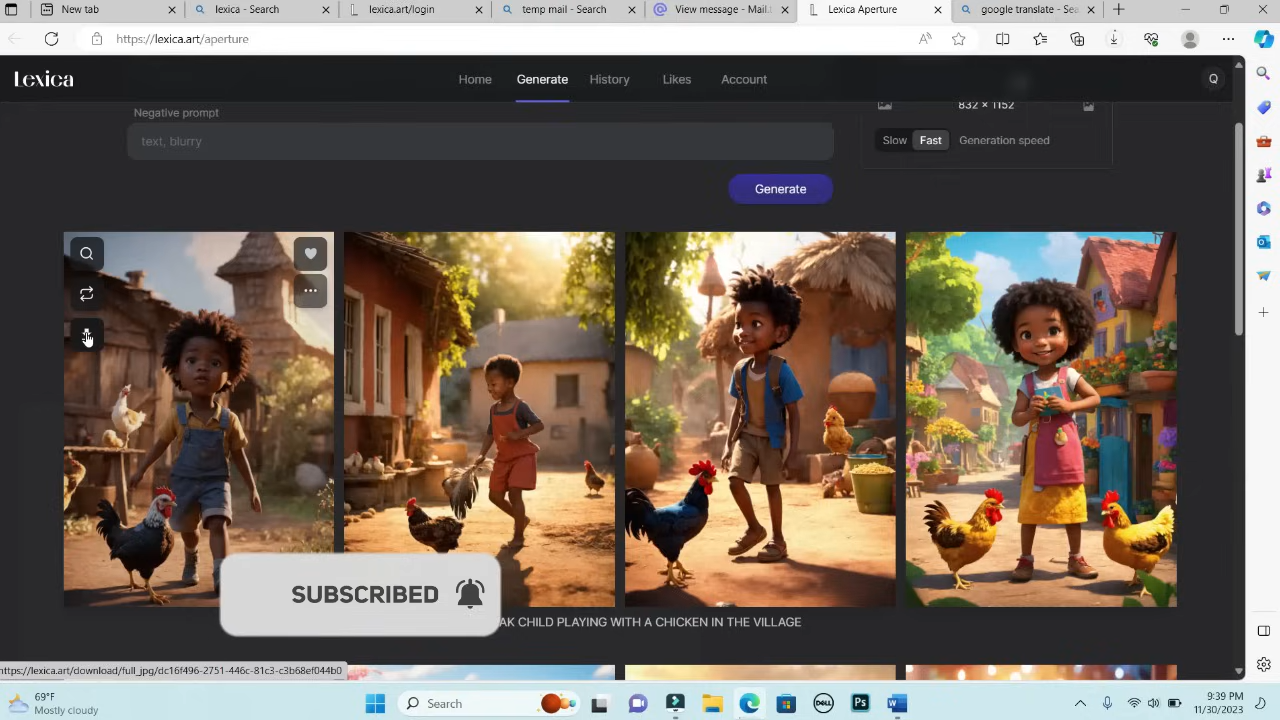 New tab
lexica - Search
lexica.art/login
temp mail - Search
View message - Mail.t
Lexica Aperture
google translate - Sea
https://lexica.art/aperture
Lexica
Home
Generate
History
Likes
Account
Q
Negative prompt
832 × 1152
text, blurry
Slow
Fast
Generation speed
Generate
SUBSCRIBED
AK CHILD PLAYING WITH A CHICKEN IN THE VILLAGE
https://lexica.art/download/full_jpg/dc16f496-2751-446c-81c3-c3b68ef044b0
69°F
Mostly cloudy
Search
DELL
Ps
W
9:39 PM
11/30/2023